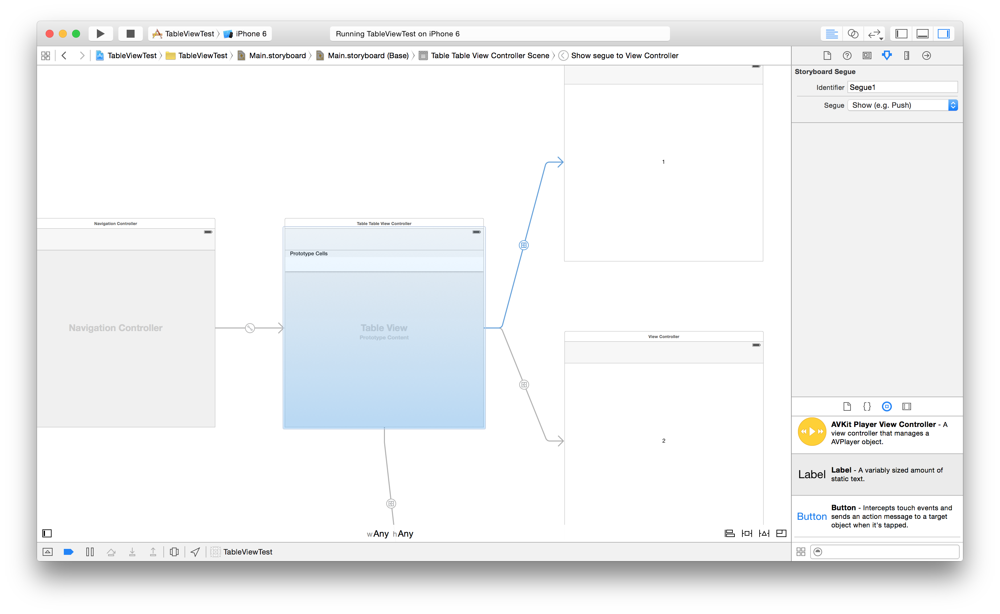 TableViewTest iPhone 6
Running TableViewTest on iPhone 6
TableViewTest TableViewTest Main.storyboard Main.storyboard (Base) Table Table View Controller Scene Show segue to View Controller
Storyboard Segue
Identifier Segue1
Segue Show (e.g. Push)
1
Navigation Controller
Table Table View Controller
Prototype Cells
Navigation Controller
Table View
Prototype Content
View Controller
2
AVKit Player View Controller - A
view controller that manages a
AVPlayer object.
Label
Label - A variably sized amount of
static text.
Button
Button - Intercepts touch events and
sends an action message to a target
object when it's tapped.
wAny hAny
TableViewTest